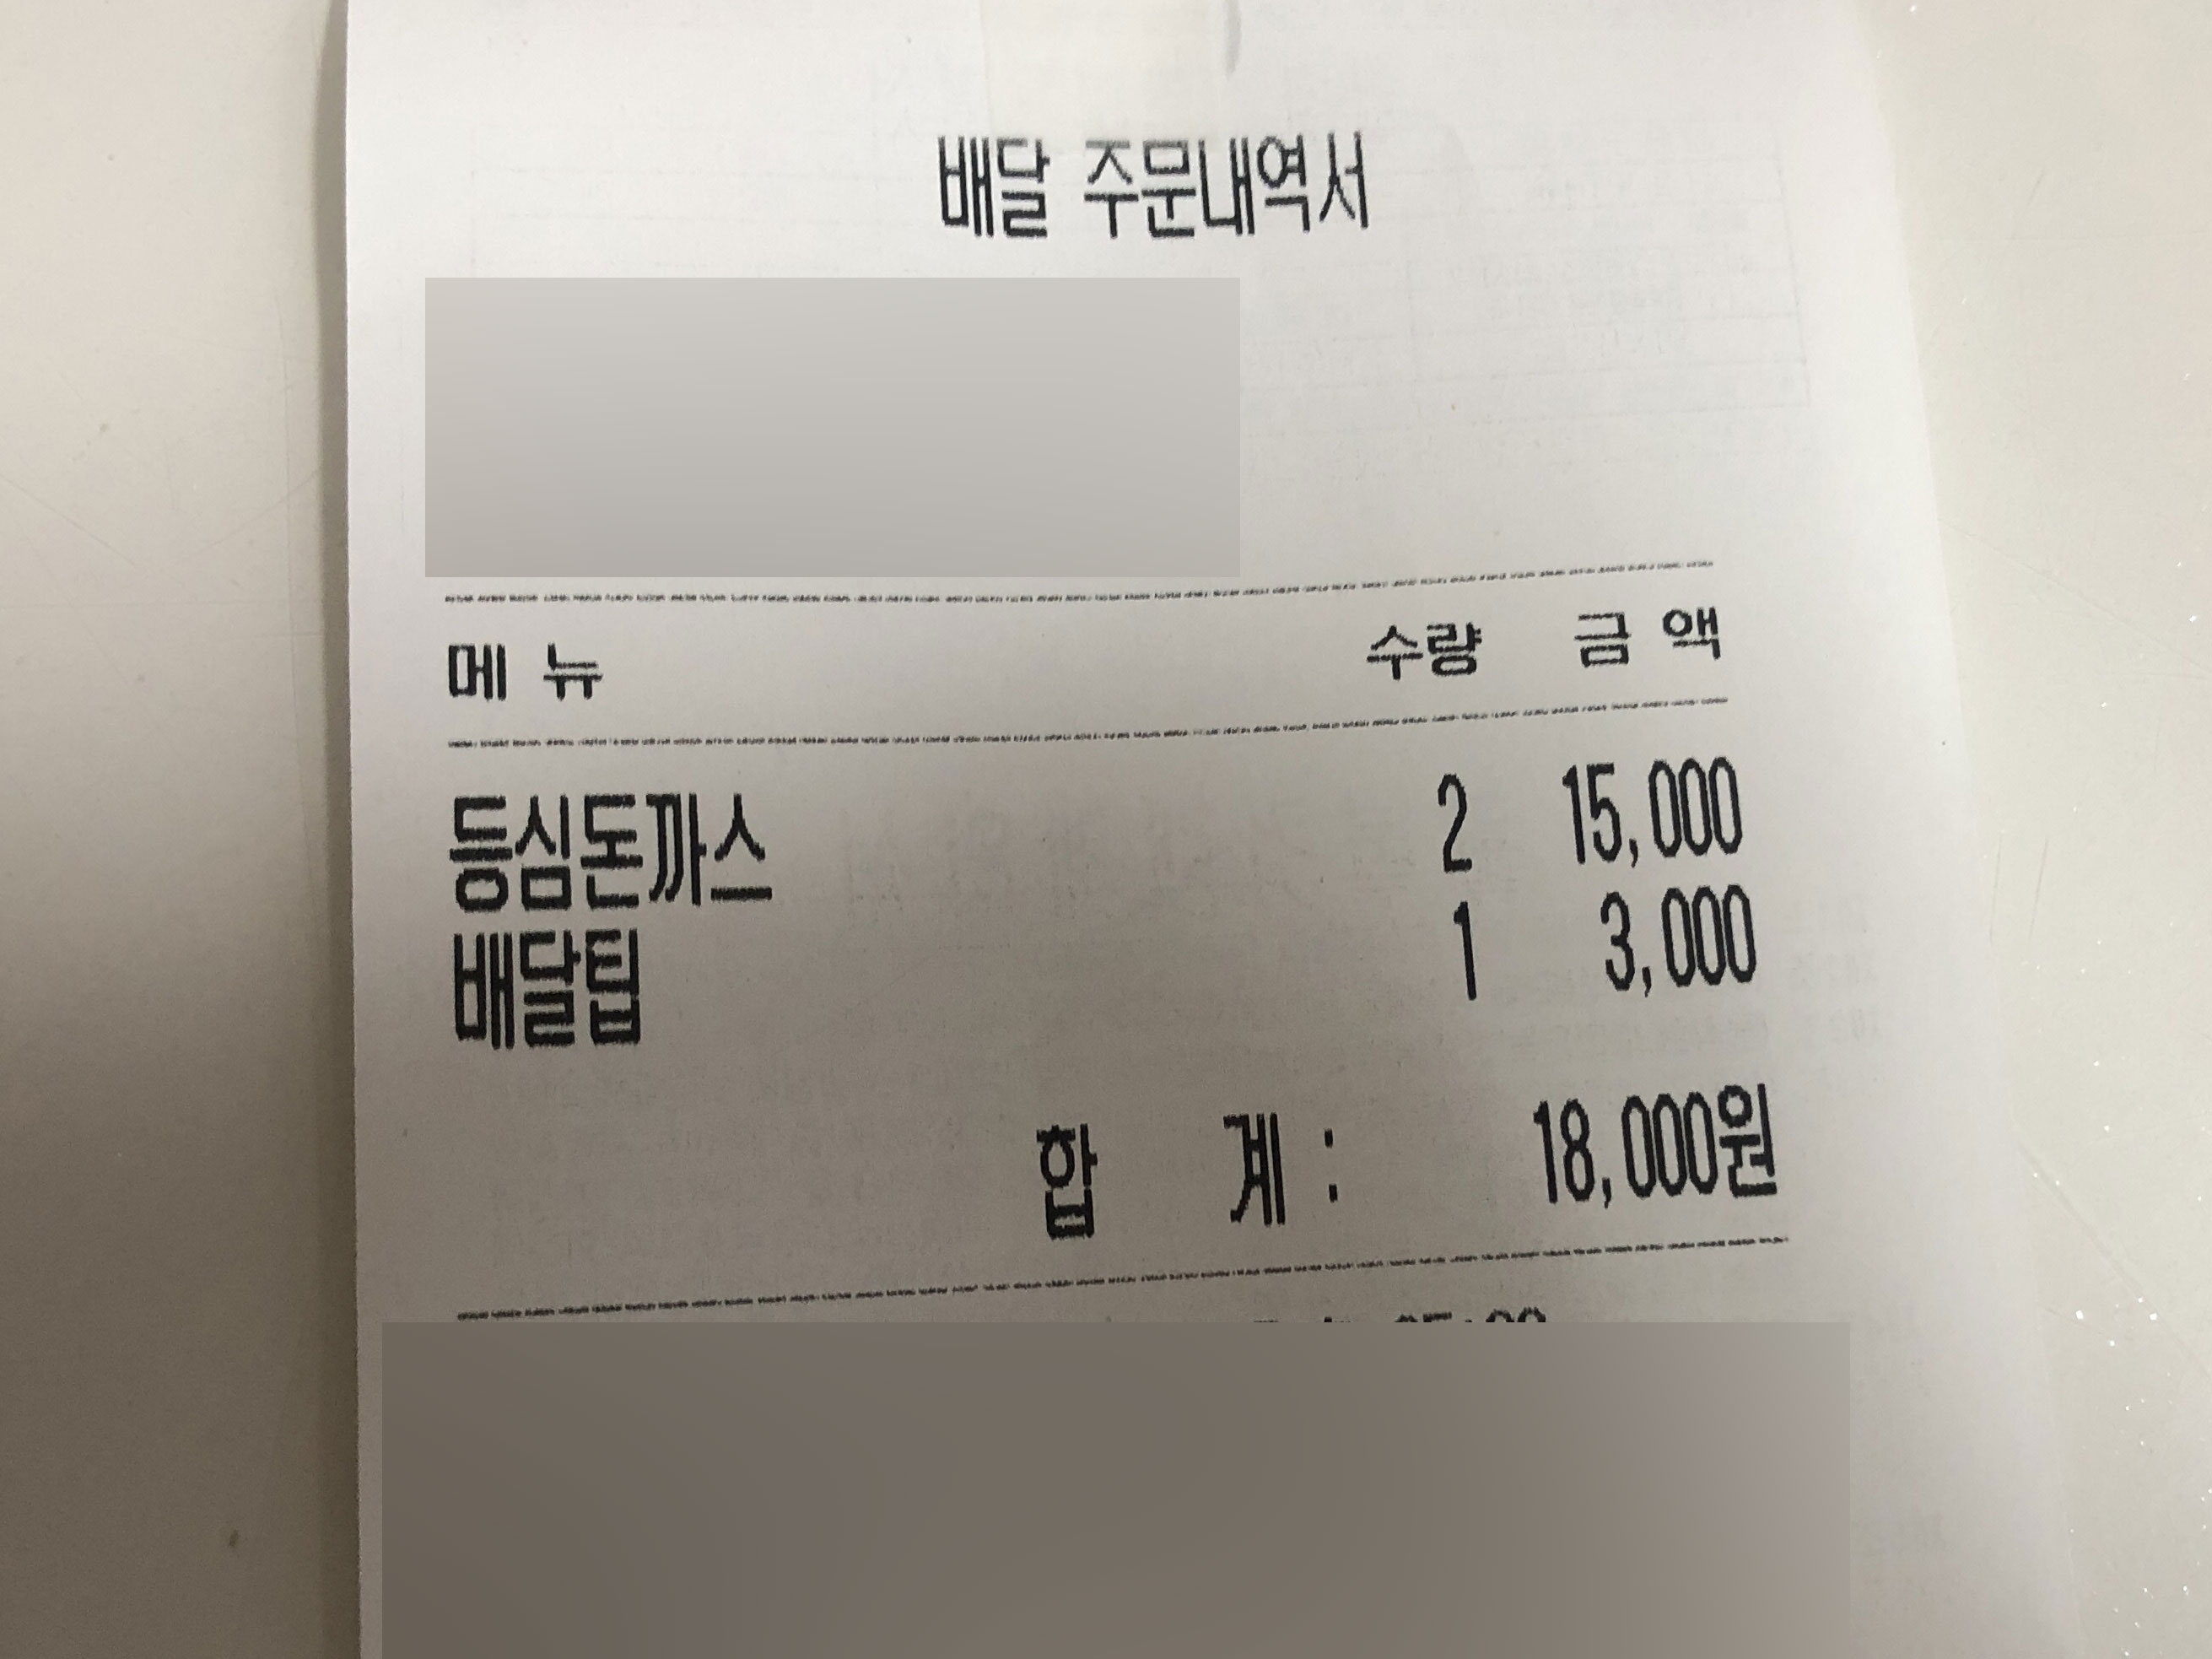 배달 주문내역서
메 뉴 수량 금 액
등심돈까스 2 15,000
배달팁 1 3,000
합 계 : 18,000원